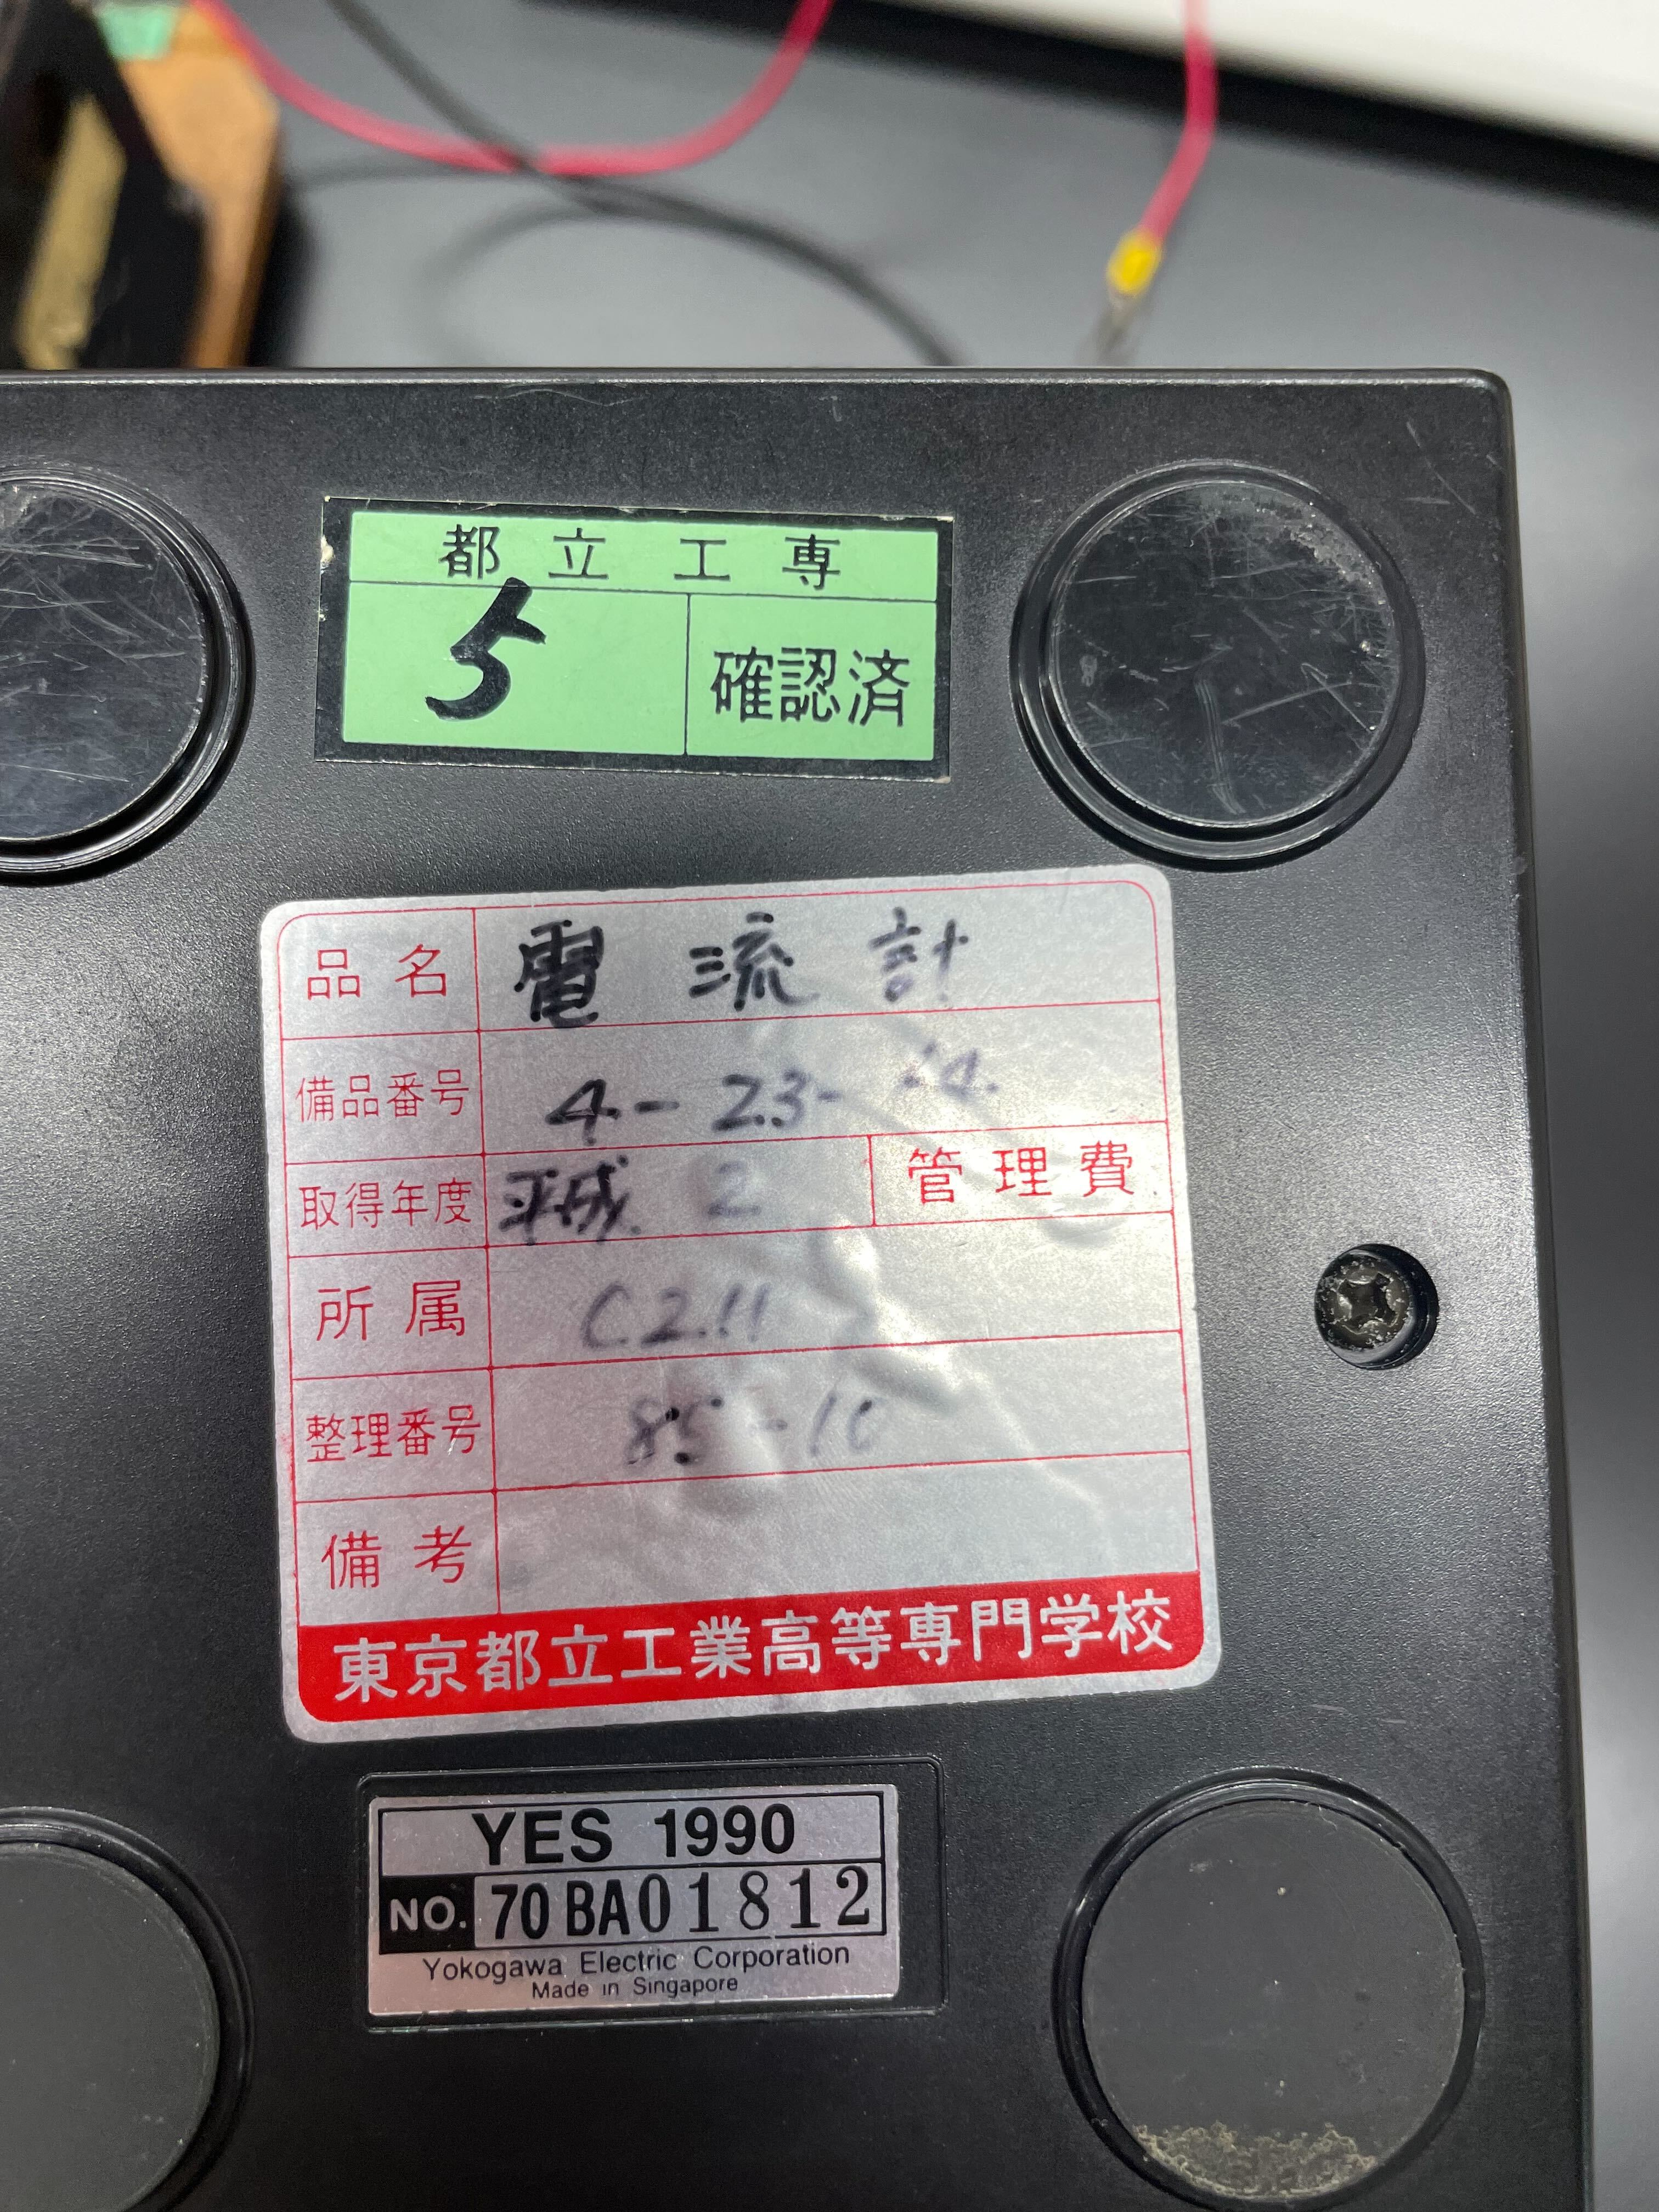 都立工専
5 確認済
品名 電流計
備品番号 4-23-14
取得年度 平成 2 管理費
所属 C211
整理番号 85-10
備考
東京都立工業高等専門学校
YES 1990
NO. 70BA01812
Yokogawa Electric Corporation
Made in Singapore